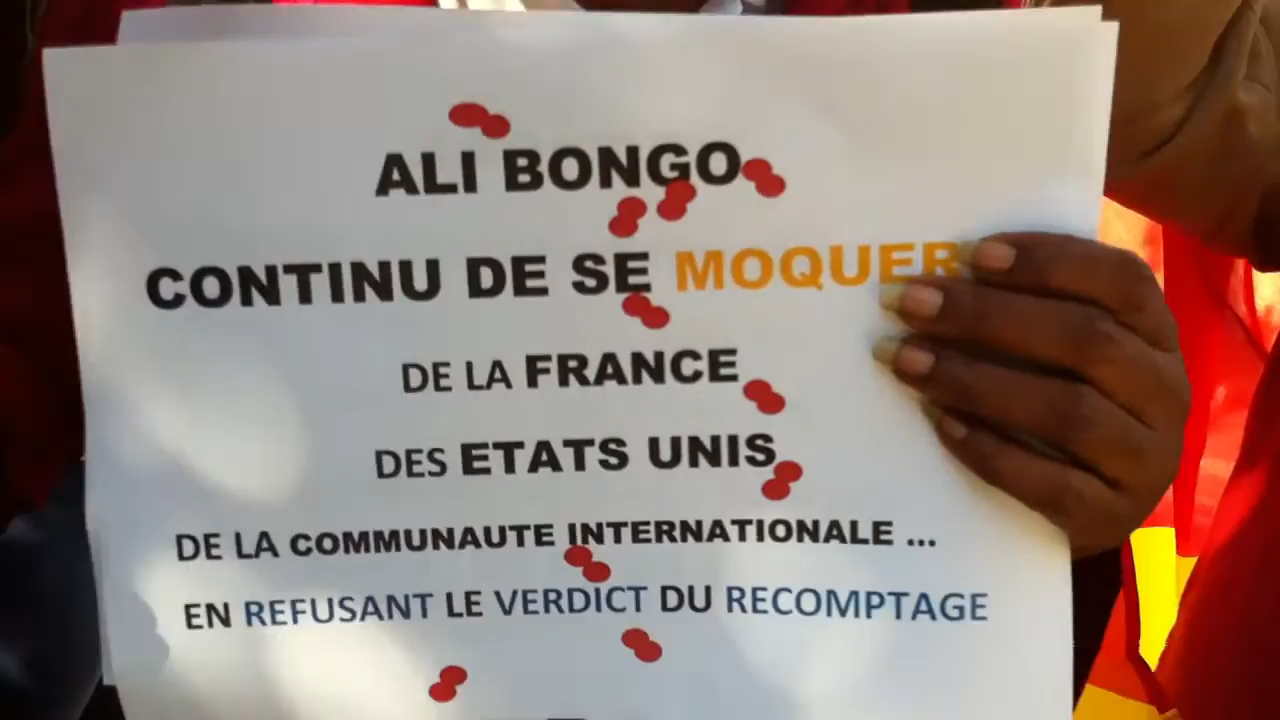 ALI BONGO
CONTINU DE SE MOQUER
DE LA FRANCE
DES ETATS UNIS
DE LA COMMUNAUTE INTERNATIONALE ...
EN REFUSANT LE VERDICT DU RECOMPTAGE